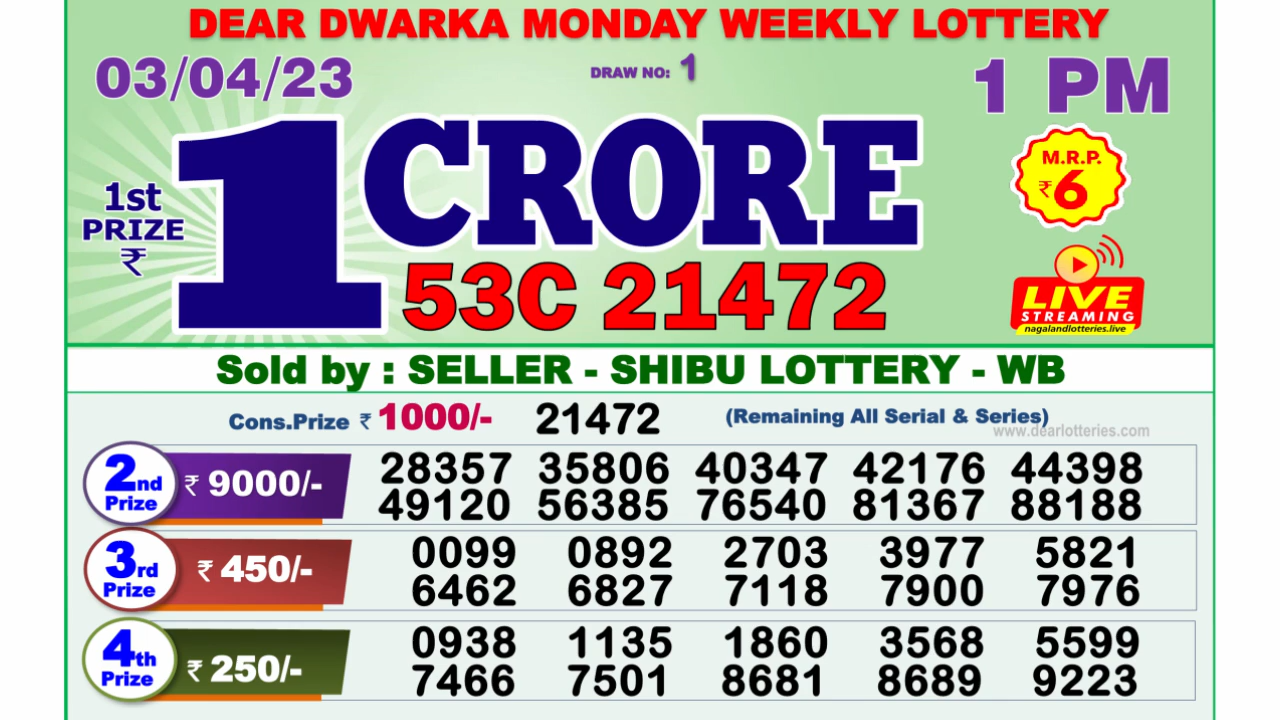 DEAR DWARKA MONDAY WEEKLY LOTTERY
03/04/23 DRAW NO: 1 1 PM
1st PRIZE ₹ 1 CRORE
M.R.P. ₹6
53C 21472
LIVE
STREAMING
nagalandlotteries.live
Sold by : SELLER - SHIBU LOTTERY - WB
Cons.Prize ₹ 1000/- 21472 (Remaining All Serial & Series)
www.dearlotteries.com
2nd Prize ₹ 9000/-
28357 35806 40347 42176 44398
49120 56385 76540 81367 88188
3rd Prize ₹ 450/-
0099 0892 2703 3977 5821
6462 6827 7118 7900 7976
4th Prize ₹ 250/-
0938 1135 1860 3568 5599
7466 7501 8681 8689 9223